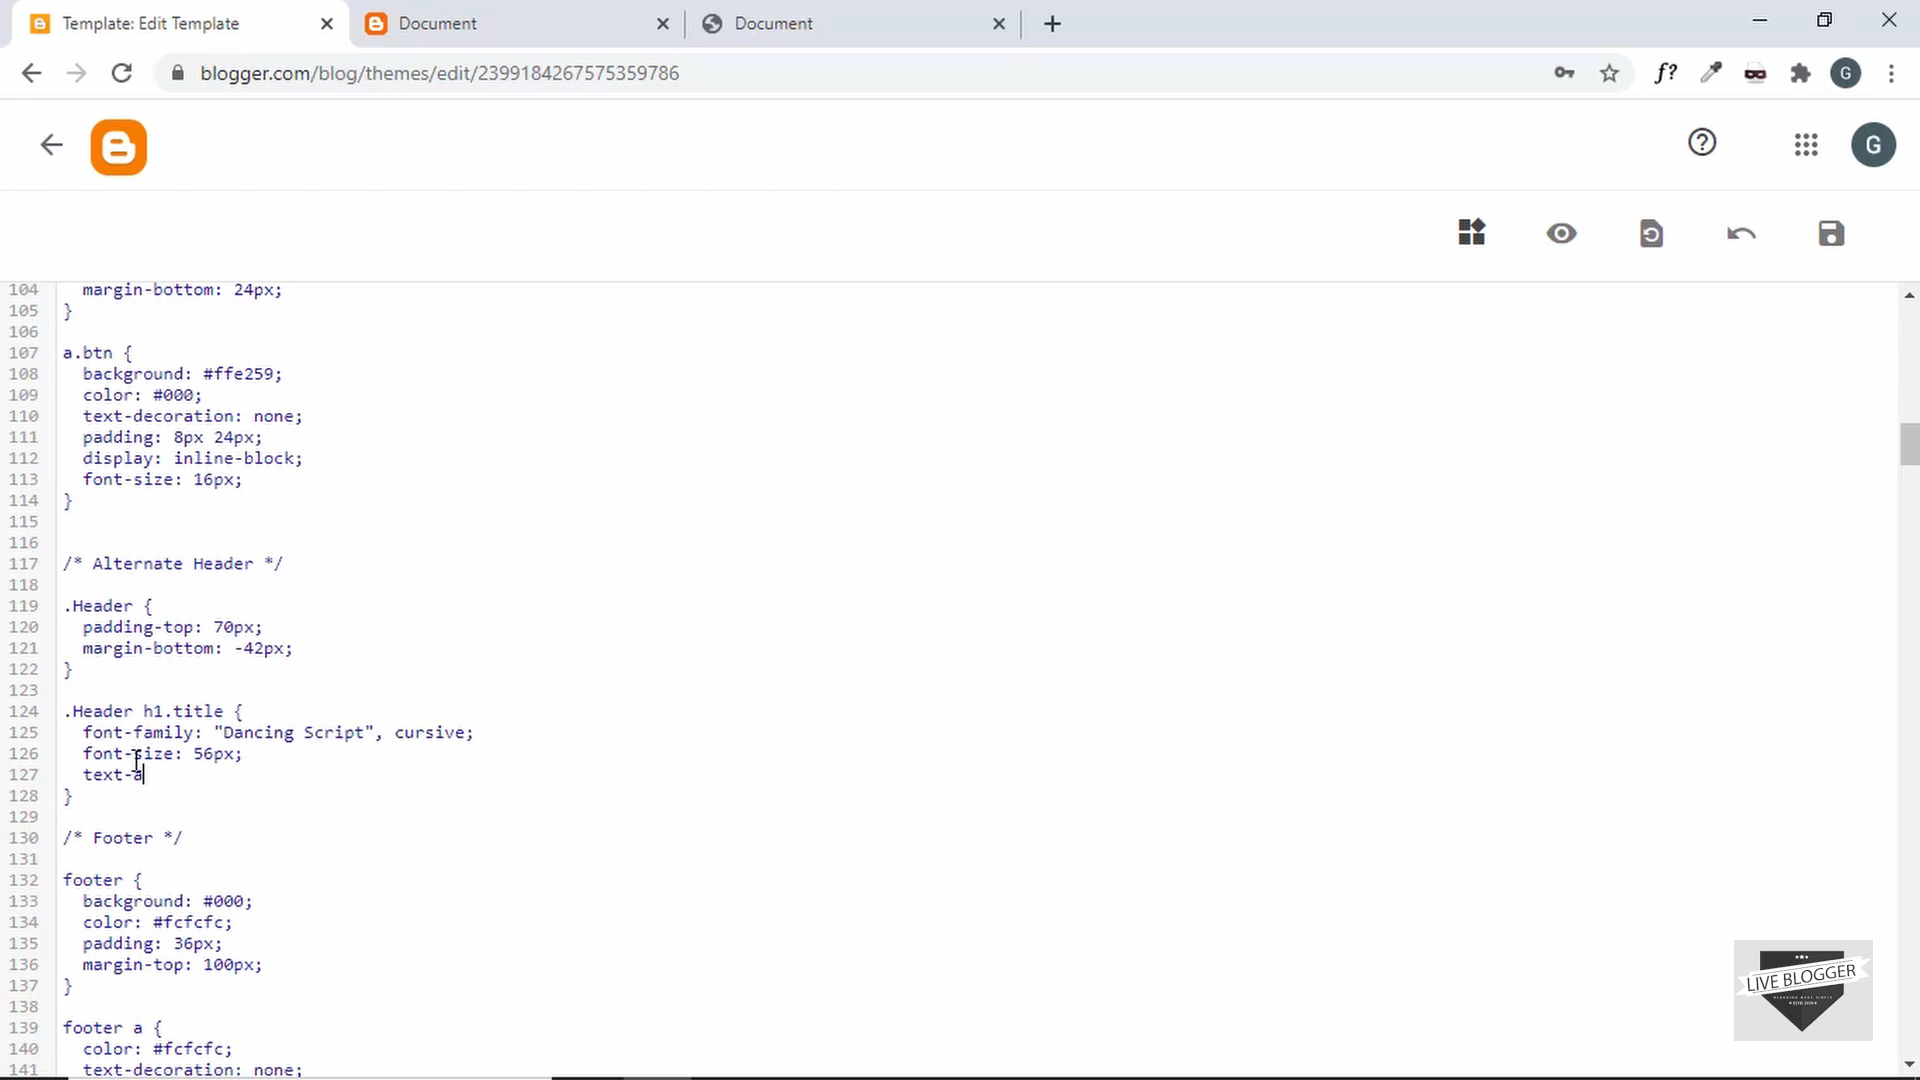 Template: Edit Template
Document
Document
blogger.com/blog/themes/edit/2399184267575359786
f?
G
G
104 margin-bottom: 24px;
105 }
106
107 a.btn {
108 background: #ffe259;
109 color: #000;
110 text-decoration: none;
111 padding: 8px 24px;
112 display: inline-block;
113 font-size: 16px;
114 }
115
116
117 /* Alternate Header */
118
119 .Header {
120 padding-top: 70px;
121 margin-bottom: -42px;
122 }
123
124 .Header h1.title {
125 font-family: "Dancing Script", cursive;
126 font-size: 56px;
127 text-a
128 }
129
130 /* Footer */
131
132 footer {
133 background: #000;
134 color: #fcfcfc;
135 padding: 36px;
136 margin-top: 100px;
137 }
138
139 footer a {
140 color: #fcfcfc;
141 text-decoration: none;
LIVE BLOGGER